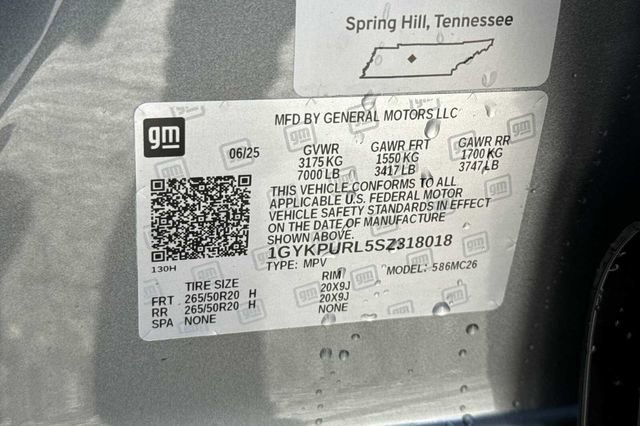 Spring Hill, Tennessee
MFD BY GENERAL MOTORS LLC
gm
06/25
GVWR GAWR FRT GAWR RR
3175 KG 1550 KG 1700 KG
7000 LB 3417 LB 3747 LB
THIS VEHICLE CONFORMS TO ALL
APPLICABLE U.S. FEDERAL MOTOR
VEHICLE SAFETY STANDARDS IN EFFECT
ON THE DATE OF MANUFACTURE
SHOWN ABOVE.
1GYKPURL5SZ318018
TYPE: MPV MODEL: 586MC26
130H
TIRE SIZE RIM
FRT 265/50R20 H 20X9J
RR 265/50R20 H 20X9J
SPA NONE NONE